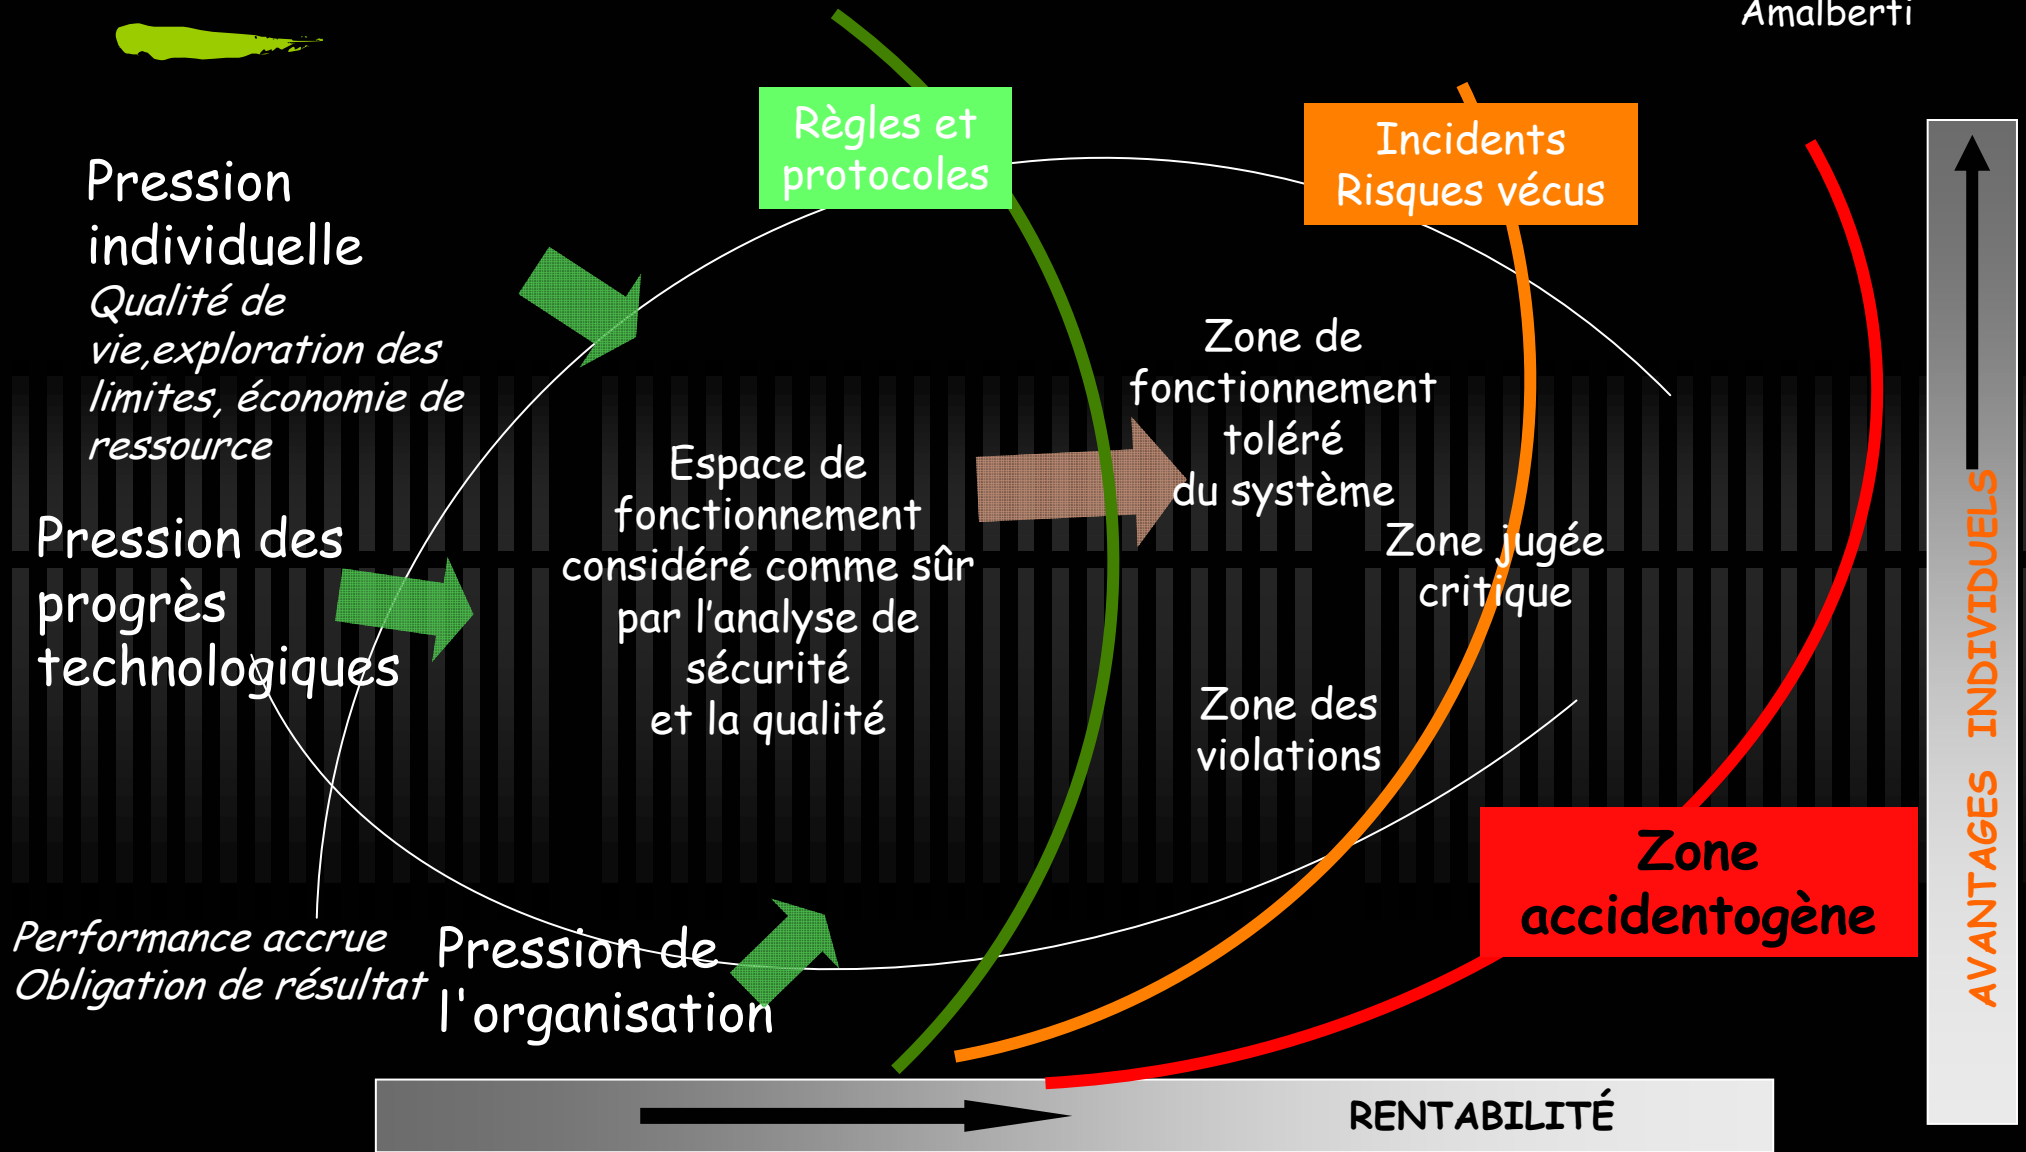 Amalberti
Règles et
protocoles
Incidents
Risques vécus
Pression
individuelle
Qualité de
vie,exploration des
limites, économie de
ressource
Zone de
fonctionnement
toléré
du système
Espace de
fonctionnement
considéré comme sûr
par l’analyse de
sécurité
et la qualité
Pression des
progrès
technologiques
Zone jugée
critique
Zone des
violations
Zone
accidentogène
Performance accrue
Obligation de résultat
Pression de
l'organisation
RENTABILITÉ
AVANTAGES INDIVIDUELS